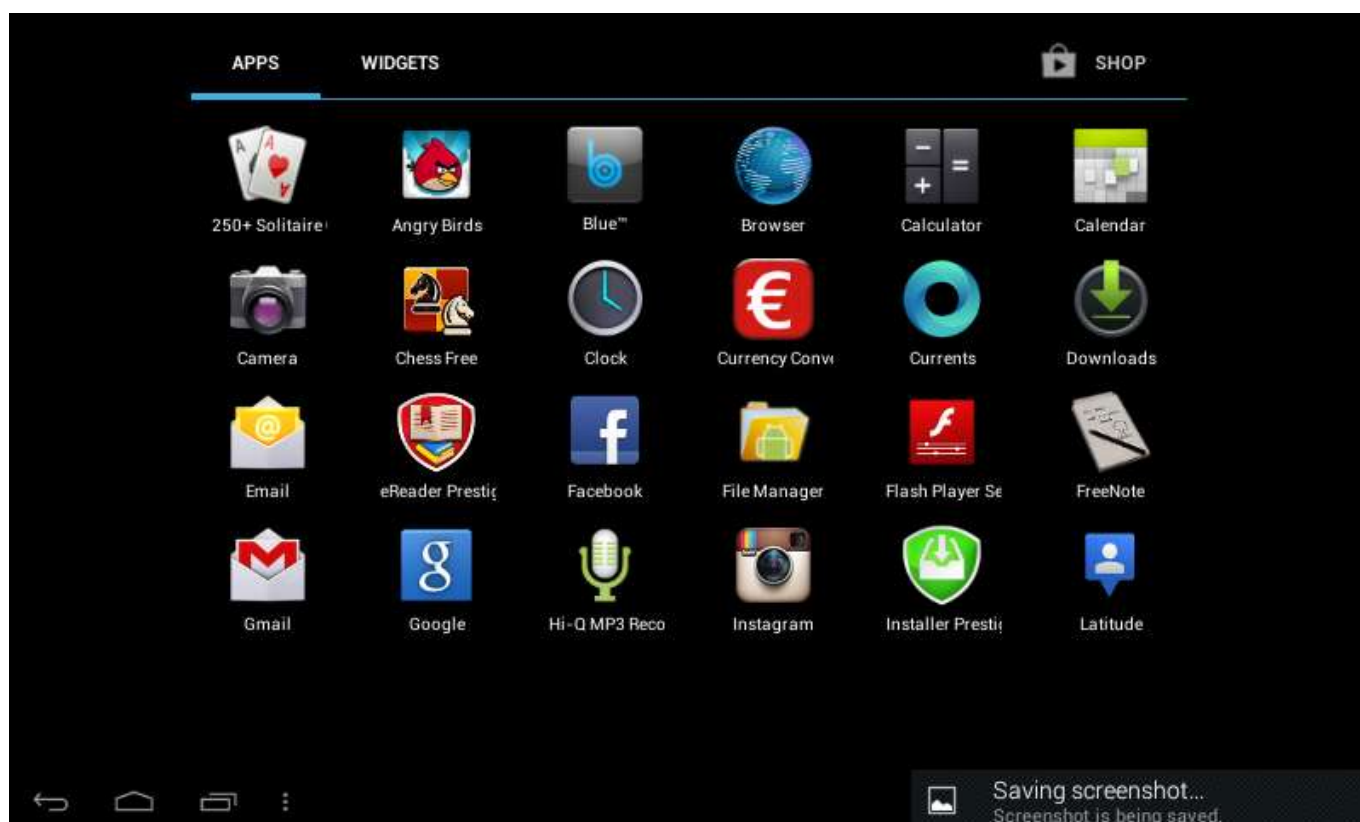 APPS WIDGETS SHOP
250+ Solitaire Angry Birds Blue™ Browser Calculator Calendar
Camera Chess Free Clock Currency Conv Currents Downloads
Email eReader Prestig Facebook File Manager Flash Player Se FreeNote
Gmail Google Hi-Q MP3 Reco Instagram Installer Prestig Latitude
Saving screenshot...
Screenshot is being saved.